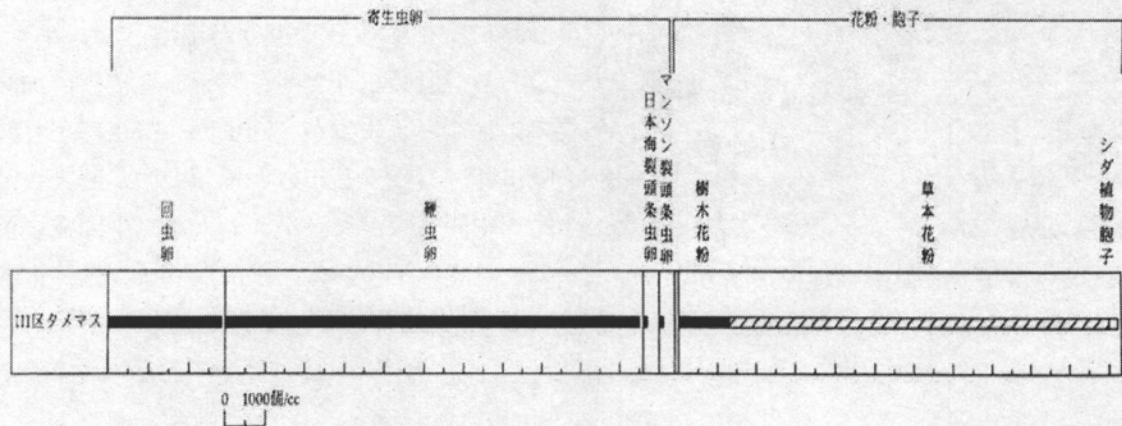 寄生虫卵
花粉・胞子
回虫卵
鞭虫卵
日本海裂頭条虫卵
マンソン裂頭条虫卵
樹木花粉
草本花粉
シダ植物胞子
III区タメマス
0 1000個/cc